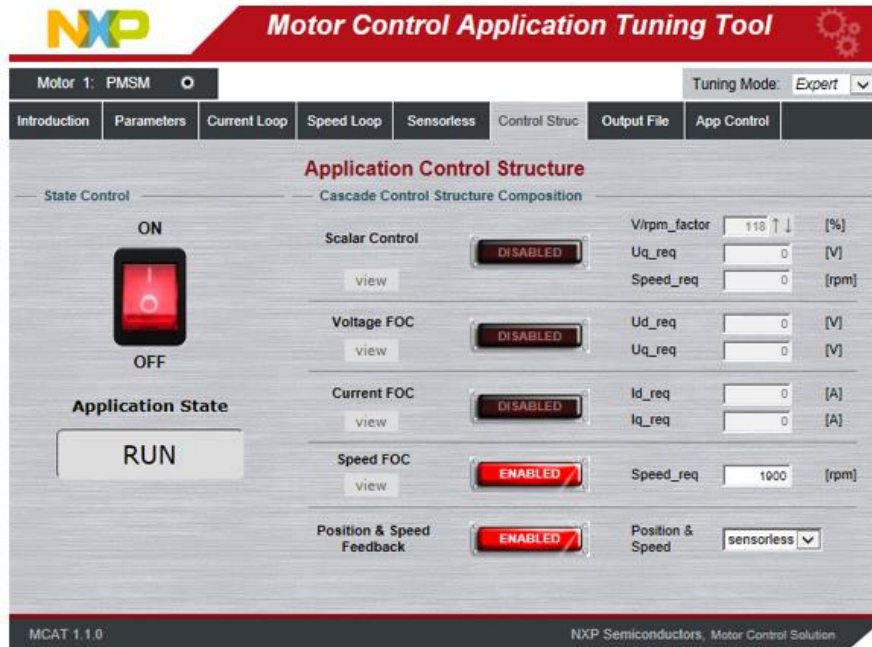 NXP
Motor Control Application Tuning Tool
Motor 1: PMSM
Tuning Mode: Expert
Introduction Parameters Current Loop Speed Loop Sensorless Control Struc Output File App Control
Application Control Structure
State Control
Cascade Control Structure Composition
ON
OFF
Application State
RUN
Scalar Control
view
DISABLED
V/rpm_factor 118 [%]
Uq_req 0 [V]
Speed_req 0 [rpm]
Voltage FOC
view
DISABLED
Ud_req 0 [V]
Uq_req 0 [V]
Current FOC
view
DISABLED
Id_req 0 [A]
Iq_req 0 [A]
Speed FOC
view
ENABLED
Speed_req 1900 [rpm]
Position & Speed
Feedback
ENABLED
Position &
Speed
sensorless
MCAT 1.1.0
NXP Semiconductors, Motor Control Solution